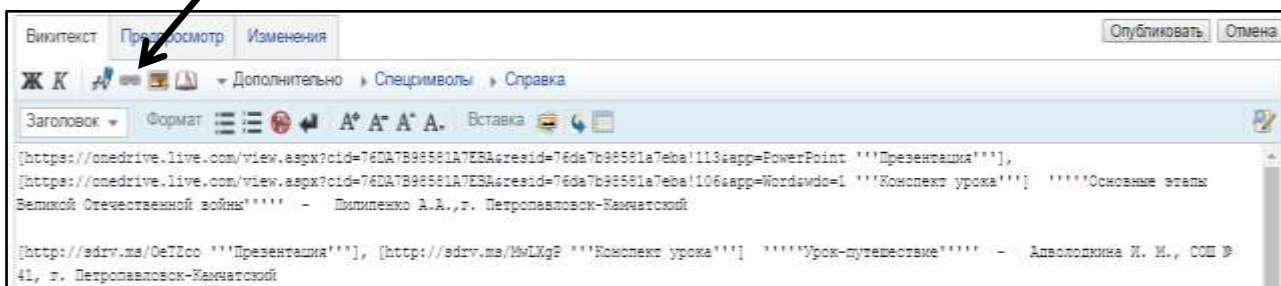 Викитекст Предпросмотр Изменения Опубликовать Отмена
Ж К Дополнительно Спецсимволы Справка
Заголовок Формат A A A A Вставка
[https://onedrive.live.com/view.aspx?cid=76DA7B98581A7EBA&resid=76da7b98581a7eba!113&app=PowerPoint '''Презентация'''],
[https://onedrive.live.com/view.aspx?cid=76DA7B98581A7EBA&resid=76da7b98581a7eba!106&app=Word&wdo=1 '''Конспект урока'''] '''''Основные этапы
Великой Отечественной войны''''' - Пилипенко А.А.,г. Петропавловск-Камчатский
[http://sdrv.ms/OeTZco '''Презентация'''], [http://sdrv.ms/MwLXgP '''Конспект урока'''] '''''Урок-путешествие''''' - Адволодкина И. И., СОШ №
41, г. Петропавловск-Камчатский